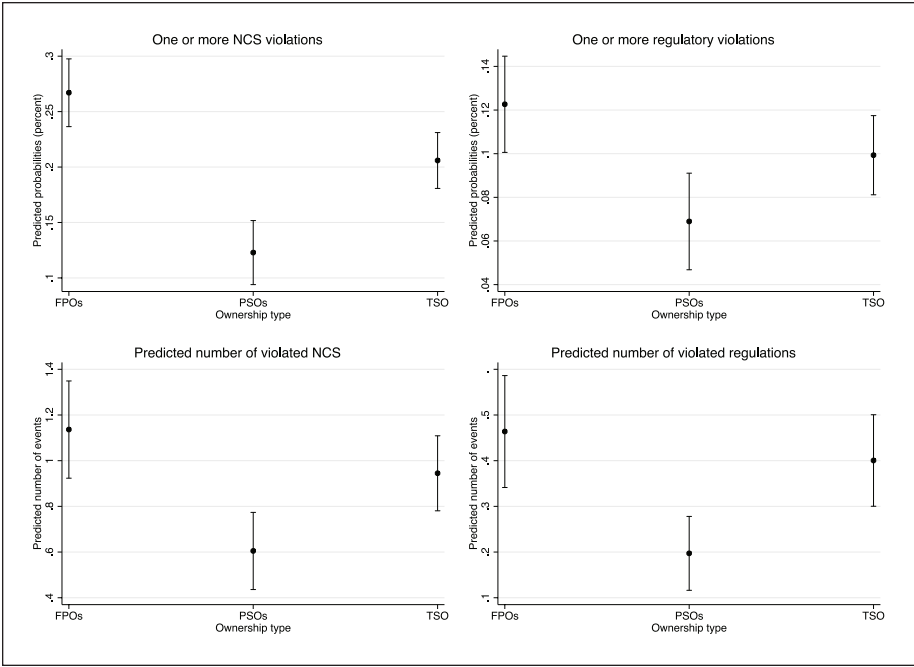 One or more NCS violations
Predicted probabilities (percent)
.3
.25
.2
.15
.1
FPOs
PSOs
TSO
Ownership type
One or more regulatory violations
Predicted probabilities (percent)
.14
.12
.1
.08
.06
.04
FPOs
PSOs
TSO
Ownership type
Predicted number of violated NCS
Predicted number of events
1.4
1.2
1
.8
.6
.4
FPOs
PSOs
TSO
Ownership type
Predicted number of violated regulations
Predicted number of events
.
.5
.4
.3
.2
.1
FPOs
PSOs
TSO
Ownership type